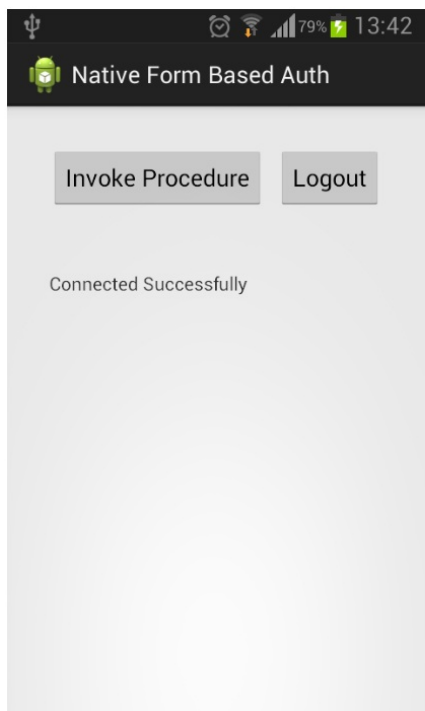 79% 13:42
Native Form Based Auth
Invoke Procedure Logout
Connected Successfully